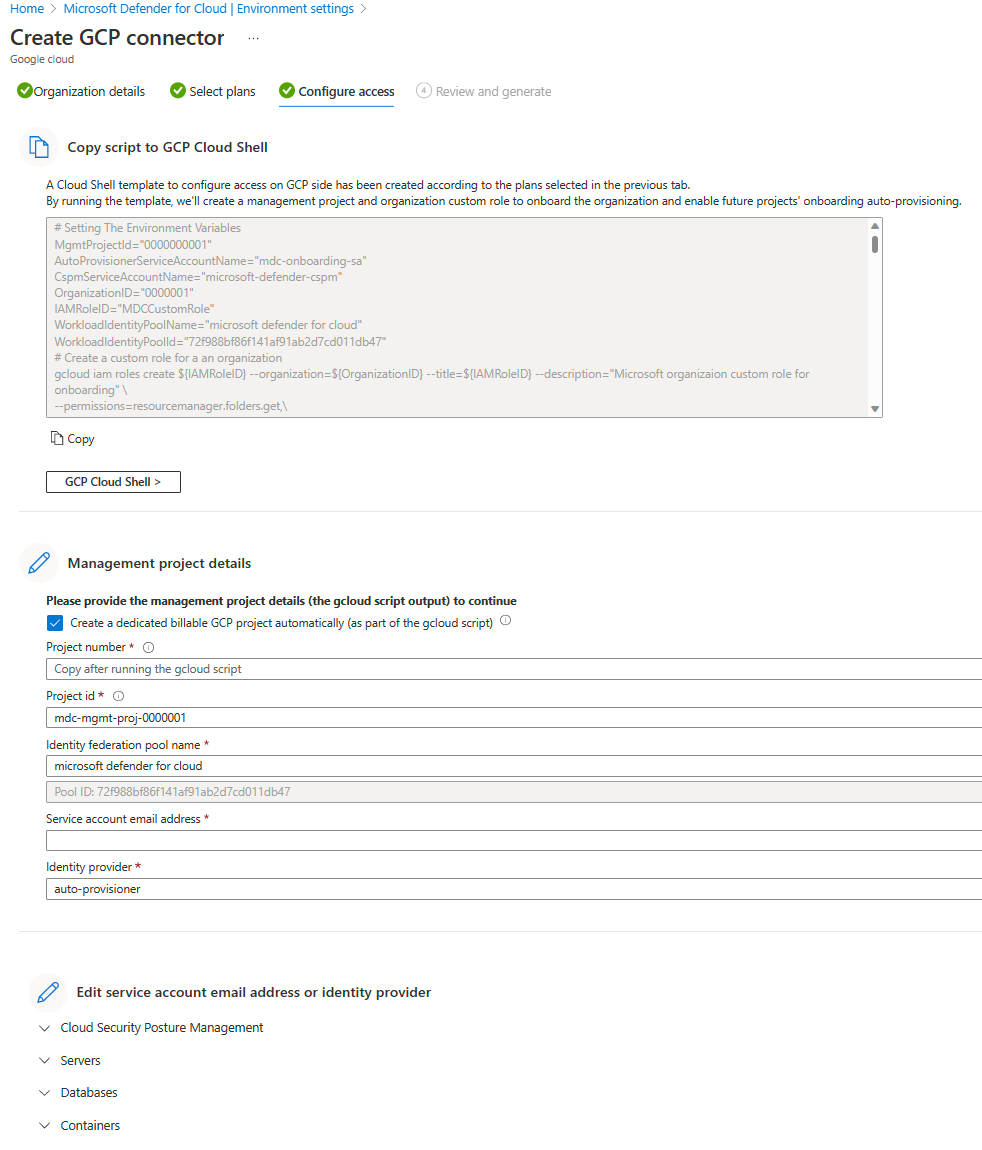 Home > Microsoft Defender for Cloud | Environment settings >
Create GCP connector ...
Google cloud
Organization details Select plans Configure access 4 Review and generate
Copy script to GCP Cloud Shell
A Cloud Shell template to configure access on GCP side has been created according to the plans selected in the previous tab.
By running the template, we'll create a management project and organization custom role to onboard the organization and enable future projects' onboarding auto-provisioning.
# Setting The Environment Variables
MgmtProjectId="0000000001"
AutoProvisionerServiceAccountName="mdc-onboarding-sa"
CspmServiceAccountName="microsoft-defender-cspm"
OrganizationID="0000001"
IAMRoleID="MDCCustomRole"
WorkloadIdentityPoolName="microsoft defender for cloud"
WorkloadIdentityPoolId="72f988bf86f141af91ab2d7cd011db47"
# Create a custom role for a an organization
gcloud iam roles create ${IAMRoleID} --organization=${OrganizationID} --title=${IAMRoleID} --description="Microsoft organizaion custom role for
onboarding" \
--permissions=resourcemanager.folders.get,\
Copy
GCP Cloud Shell >
Management project details
Please provide the management project details (the gcloud script output) to continue
Create a dedicated billable GCP project automatically (as part of the gcloud script)
Project number *
Copy after running the gcloud script
Project id *
mdc-mgmt-proj-0000001
Identity federation pool name *
microsoft defender for cloud
Pool ID: 72f988bf86f141af91ab2d7cd011db47
Service account email address *
Identity provider *
auto-provisioner
Edit service account email address or identity provider
Cloud Security Posture Management
Servers
Databases
Containers